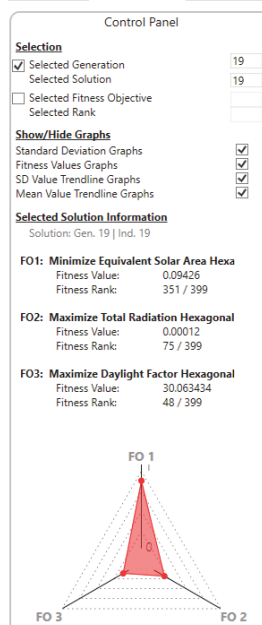 Control Panel
Selection
Selected Generation 19
Selected Solution 19
Selected Fitness Objective
Selected Rank
Show/Hide Graphs
Standard Deviation Graphs
Fitness Values Graphs
SD Value Trendline Graphs
Mean Value Trendline Graphs
Selected Solution Information
Solution: Gen. 19 | Ind. 19
FO1: Minimize Equivalent Solar Area Hexa
Fitness Value: 0.09426
Fitness Rank: 351 / 399
FO2: Maximize Total Radiation Hexagonal
Fitness Value: 0.00012
Fitness Rank: 75 / 399
FO3: Maximize Daylight Factor Hexagonal
Fitness Value: 30.063434
Fitness Rank: 48 / 399
FO 1
FO 3 FO 2